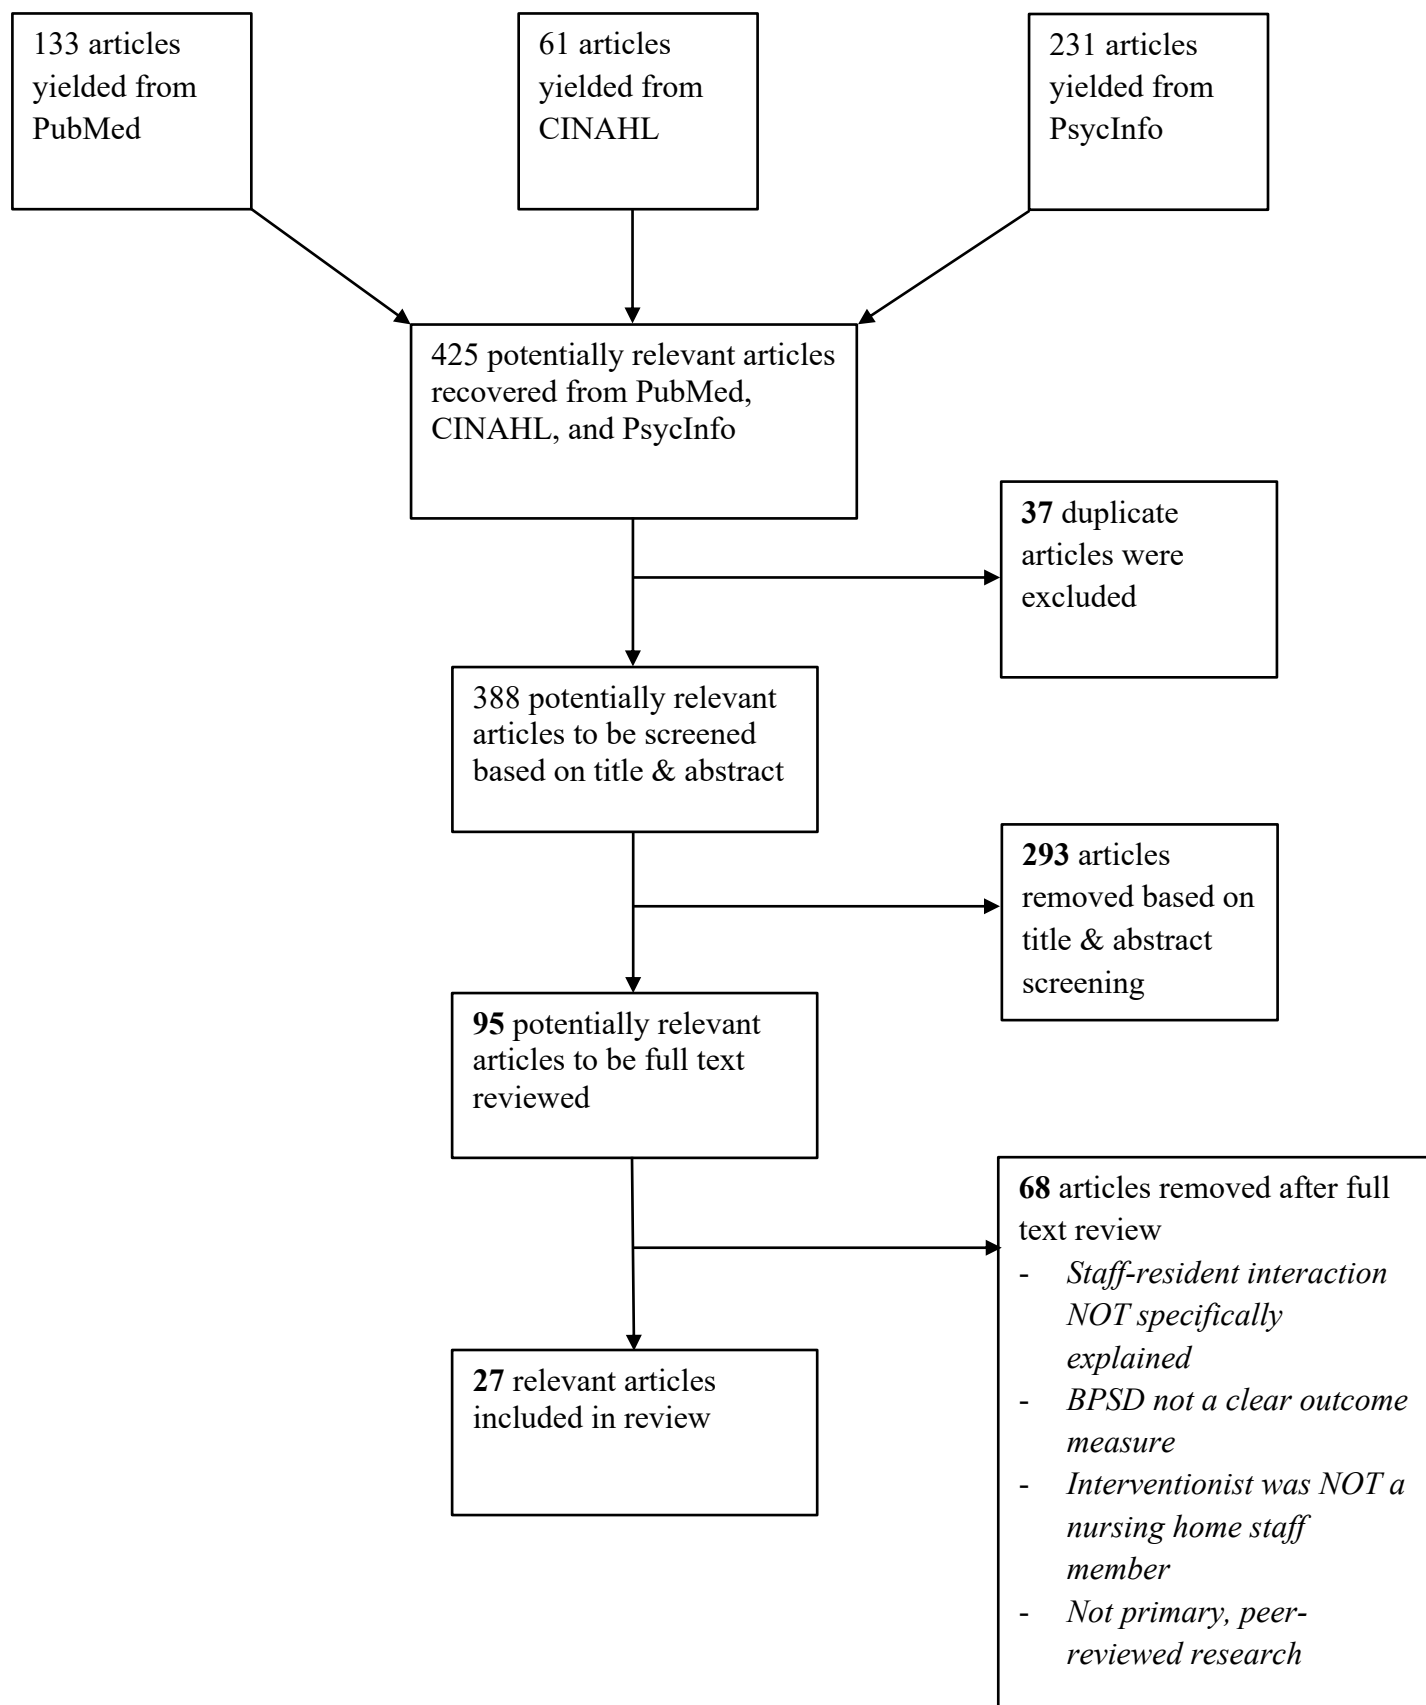 133 articles
yielded from
PubMed
61 articles
yielded from
CINAHL
231 articles
yielded from
PsycInfo
425 potentially relevant articles
recovered from PubMed,
CINAHL, and PsycInfo
37 duplicate
articles were
excluded
388 potentially relevant
articles to be screened
based on title & abstract
293 articles
removed based on
title & abstract
screening
95 potentially relevant
articles to be full text
reviewed
68 articles removed after full
text review
- Staff-resident interaction
NOT specifically
explained
- BPSD not a clear outcome
measure
- Interventionist was NOT a
nursing home staff
member
- Not primary, peer-
reviewed research
27 relevant articles
included in review